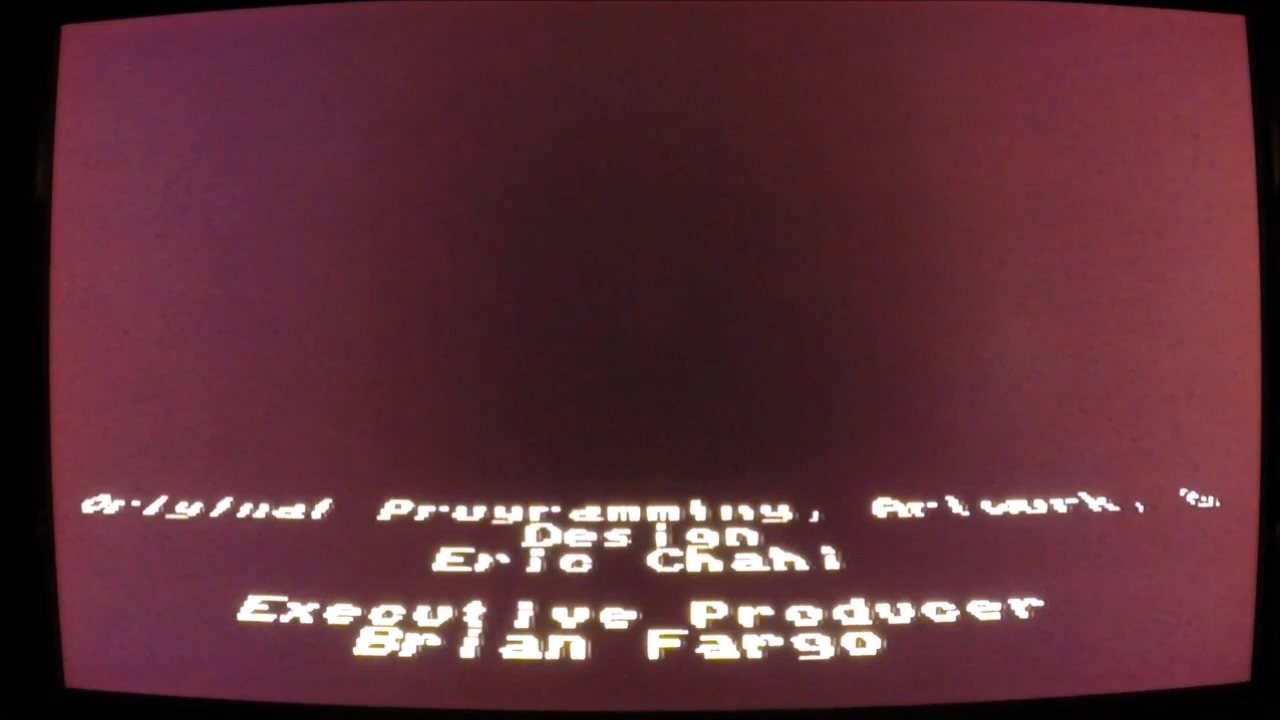 Original Programming, Artwork, &
Design
Eric Chahi
Executive Producer
Brian Fargo